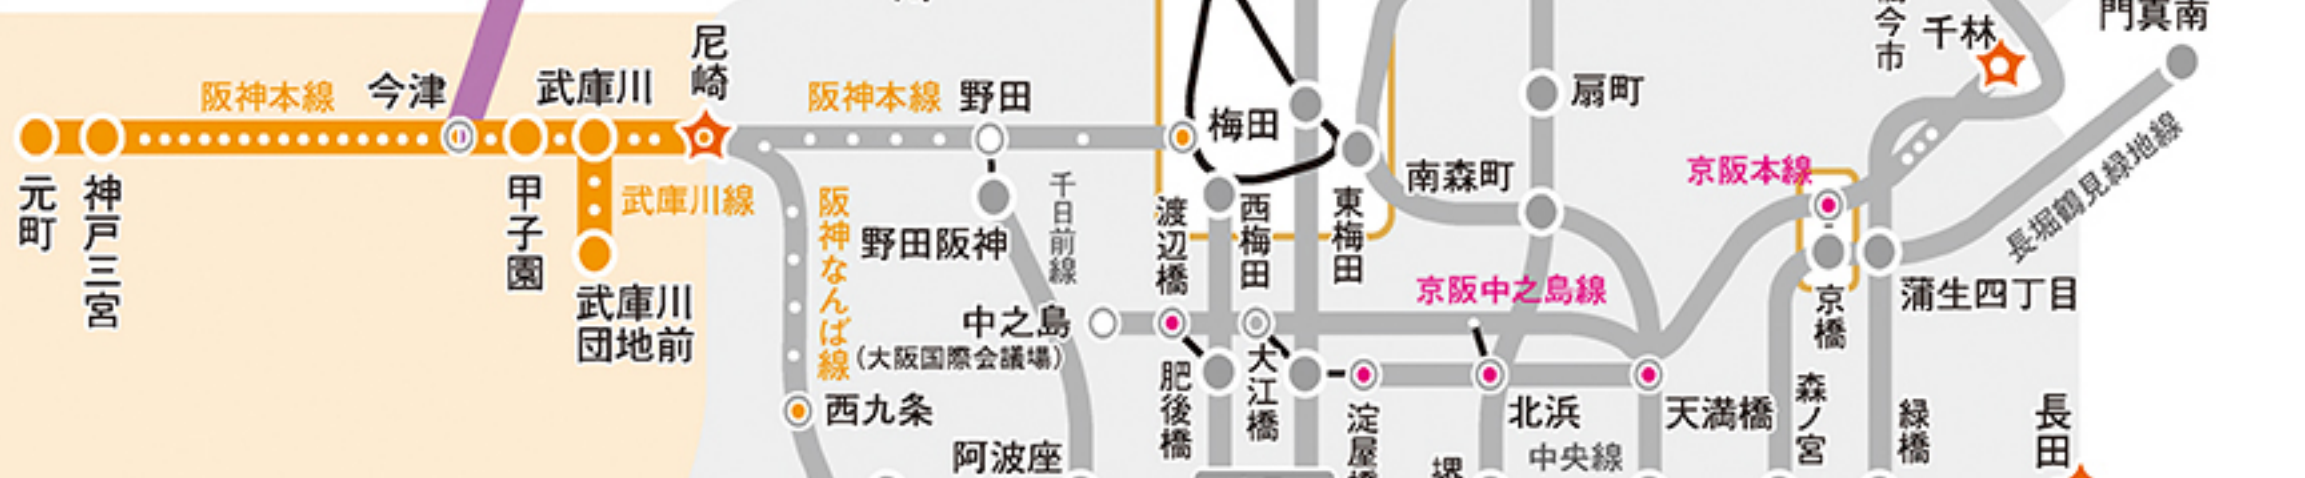 今市
千林
門真南
尼崎
阪神本線
今津
武庫川
阪神本線
野田
梅田
扇町
元町
神戸三宮
甲子園
武庫川線
武庫川団地前
阪神なんば線
野田阪神
千日前線
渡辺橋
西梅田
東梅田
南森町
京阪本線
長堀鶴見緑地線
京橋
蒲生四丁目
京阪中之島線
中之島
(大阪国際会議場)
西九条
阿波座
肥後橋
大江橋
淀屋橋
北浜
天満橋
中央線
堺
森ノ宮
緑橋
長田